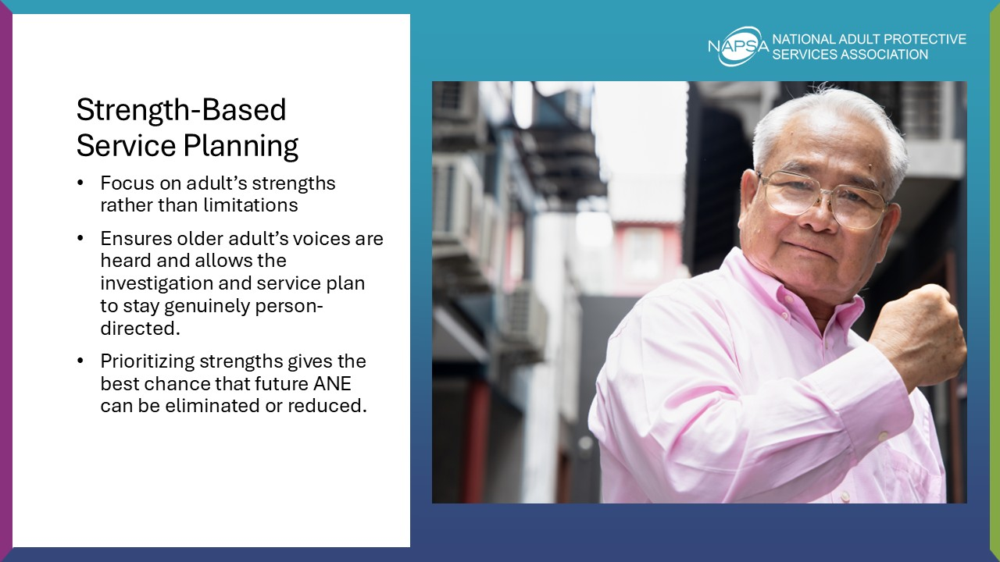 NAPSA NATIONAL ADULT PROTECTIVE
SERVICES ASSOCIATION
Strength-Based
Service Planning
• Focus on adult’s strengths
rather than limitations
• Ensures older adult’s voices are
heard and allows the
investigation and service plan
to stay genuinely person-
directed.
• Prioritizing strengths gives the
best chance that future ANE
can be eliminated or reduced.